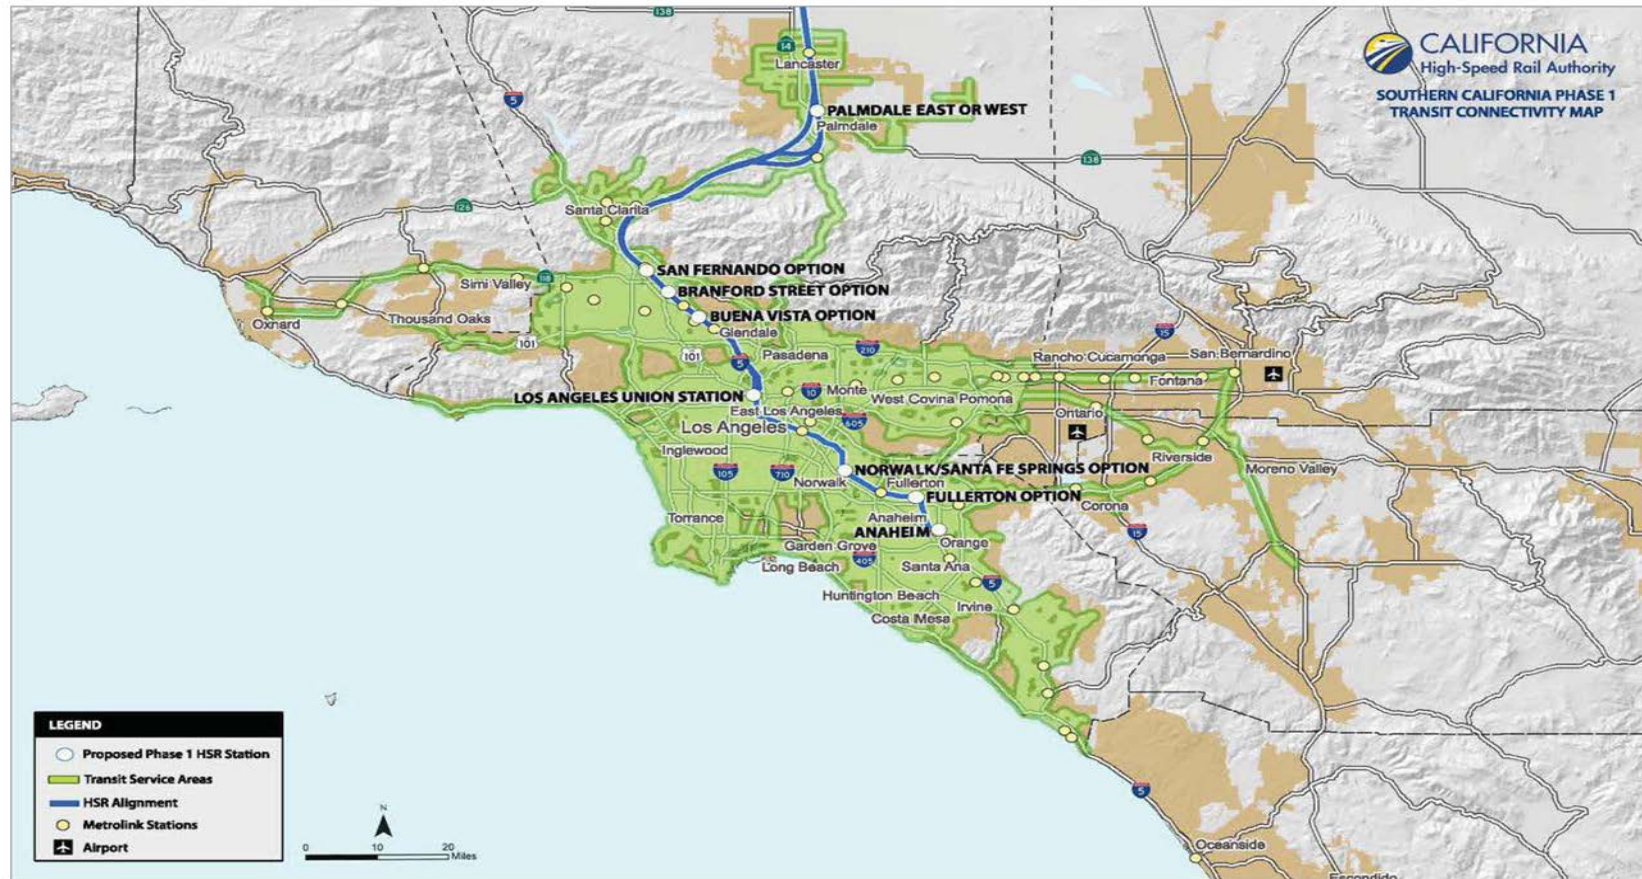 138
CALIFORNIA
High-Speed Rail Authority
SOUTHERN CALIFORNIA PHASE 1
TRANSIT CONNECTIVITY MAP
14
Lancaster
5
PALMDALE EAST OR WEST
Palmdale
138
126
Santa Clarita
SAN FERNANDO OPTION
118
Simi Valley
BRANFORD STREET OPTION
Oxnard
Thousand Oaks
BUENA VISTA OPTION
Glendale
15
101
101
5
Pasadena
210
Rancho Cucamonga
San Bernardino
Fontana
LOS ANGELES UNION STATION
10
Monte
West Covina
Pomona
East Los Angeles
605
Ontario
Los Angeles
Inglewood
105
710
NORWALK/SANTA FE SPRINGS OPTION
Riverside
Moreno Valley
Norwalk
Fullerton
FULLERTON OPTION
Corona
Torrance
Anaheim
ANAHEIM
Orange
15
Garden Grove
405
Long Beach
Santa Ana
5
Huntington Beach
Irvine
Costa Mesa
5
Oceanside
Escondido
LEGEND
Proposed Phase 1 HSR Station
Transit Service Areas
HSR Alignment
Metrolink Stations
Airport
N
0
10
20
Miles